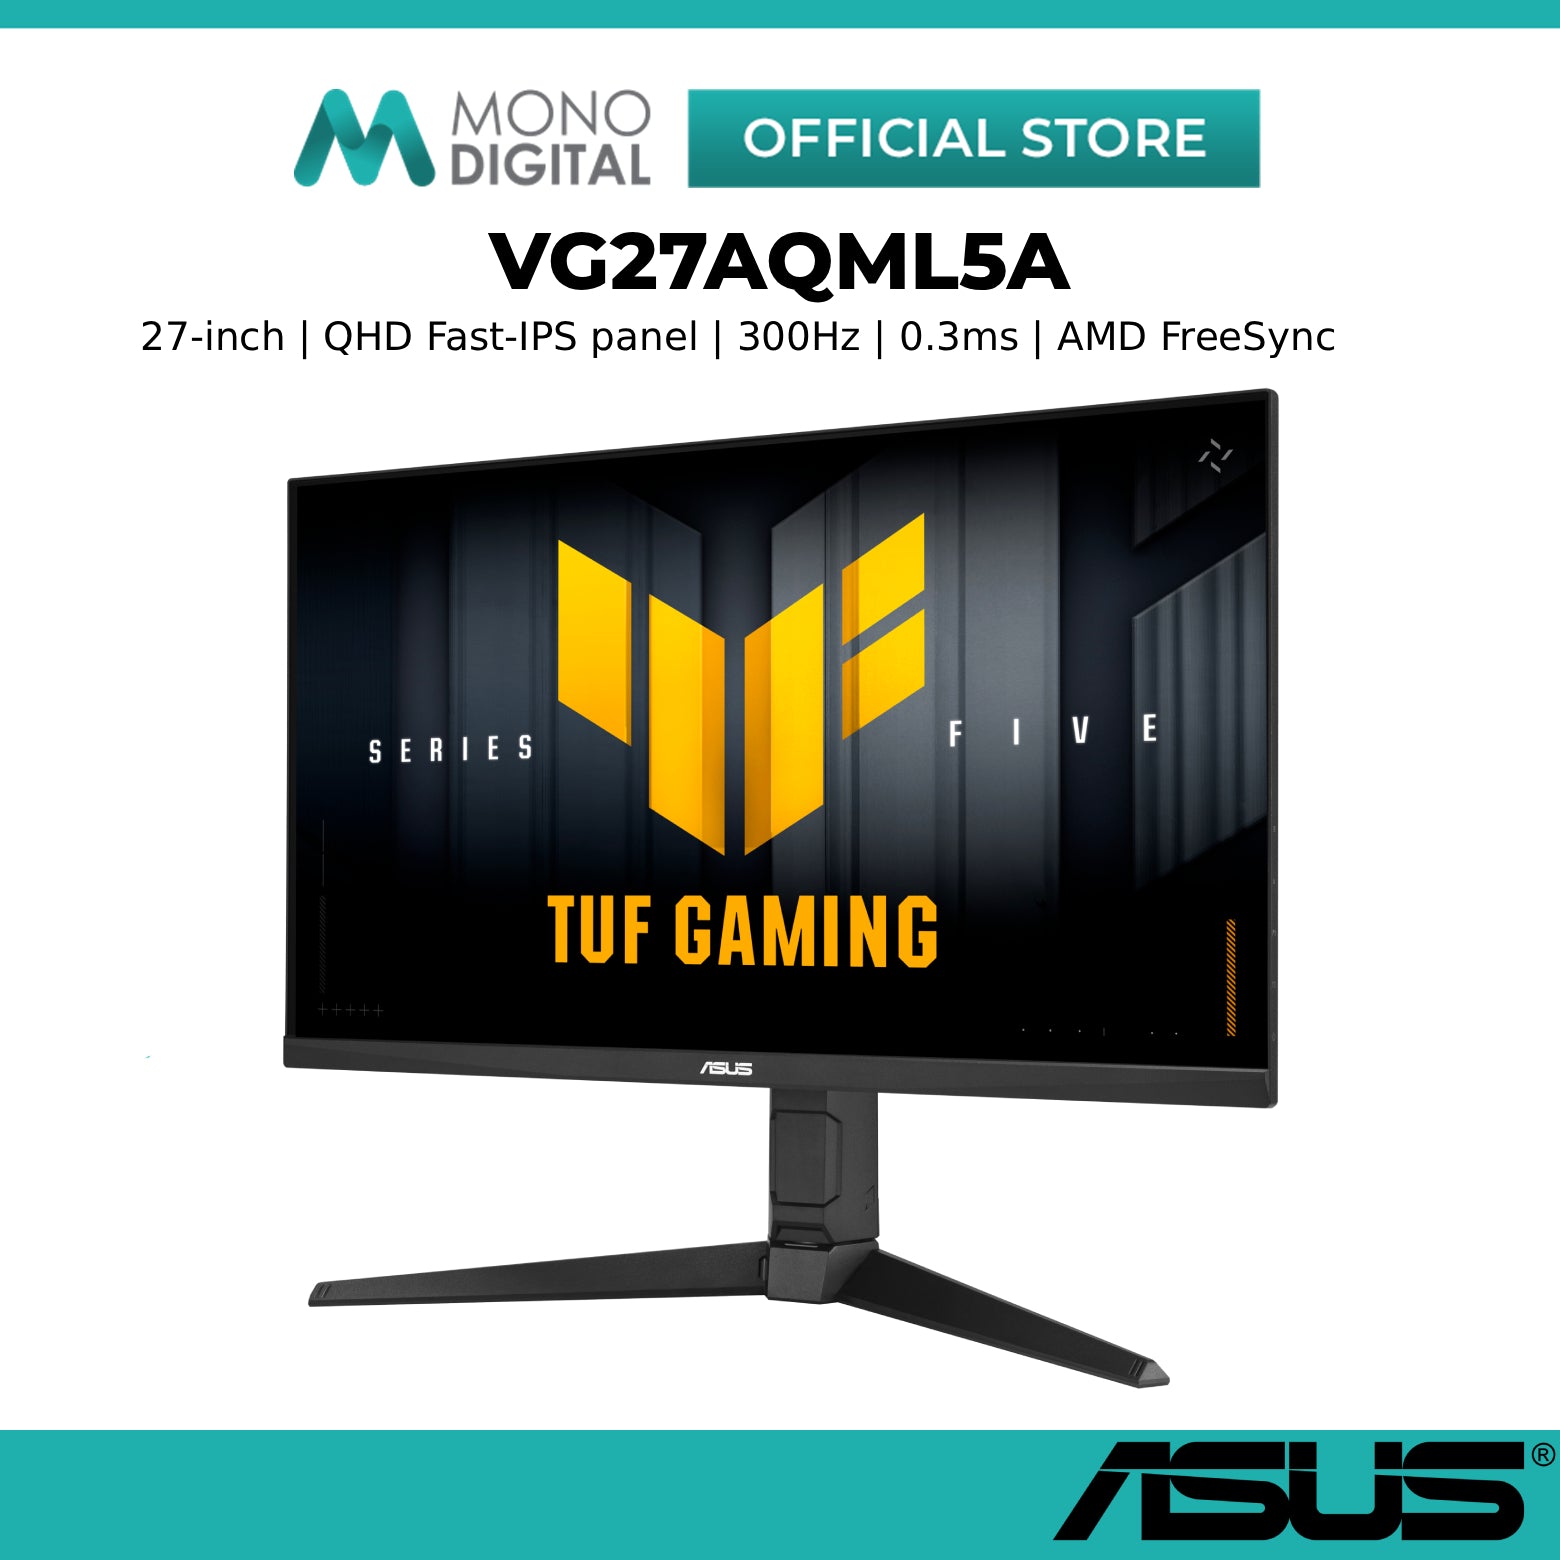 MONO
DIGITAL
OFFICIAL STORE
VG27AQML5A
27-inch | QHD Fast-IPS panel | 300Hz | 0.3ms | AMD FreeSync
SERIES FIVE
TUF GAMING
ASUS
ASUS®